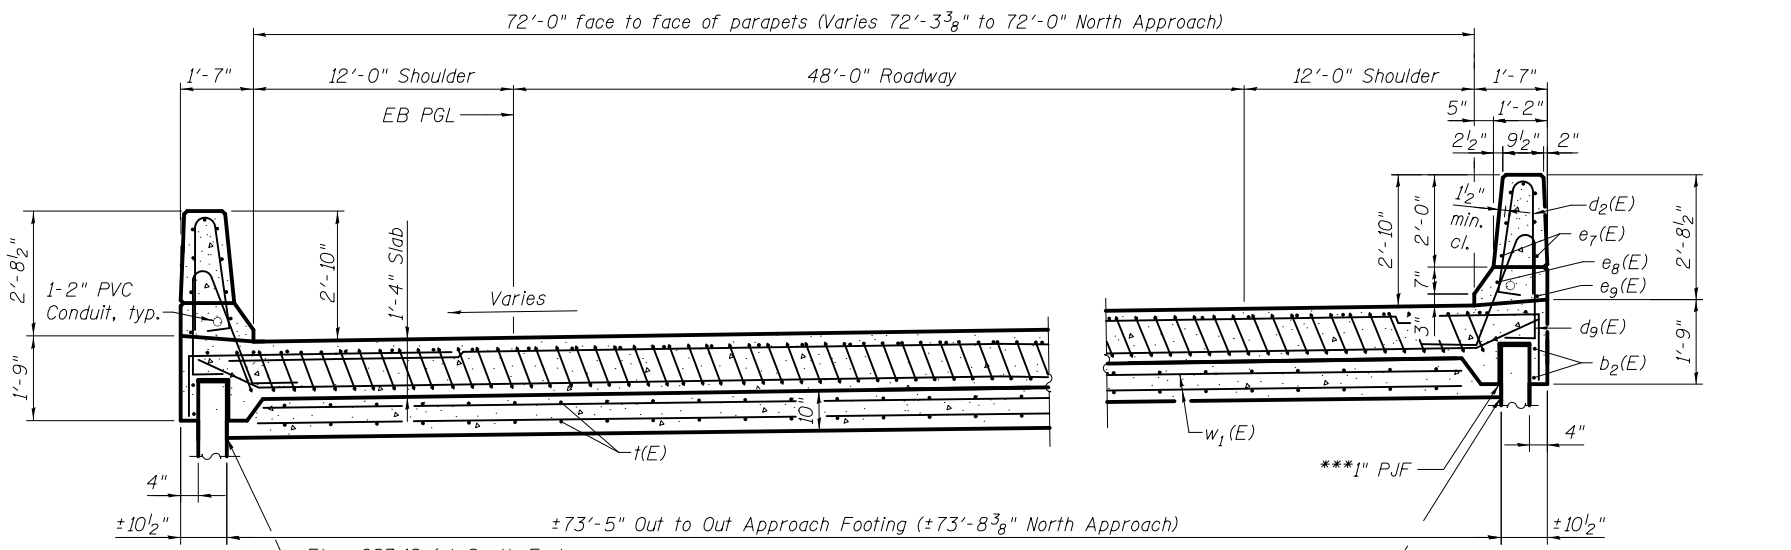 72'-0" face to face of parapets (Varies 72'-3⅜" to 72'-0" North Approach)
1'-7"
12'-0" Shoulder
48'-0" Roadway
12'-0" Shoulder
1'-7"
EB PGL
5"
1'-2"
2½"
9½"
2"
2'-8½"
1-2" PVC
Conduit, typ.
1'-9"
2'-10"
1'-4" Slab
Varies
2'-10"
2'-0"
7"
3"
1½"
min.
cl.
d2(E)
e7(E)
e8(E)
e9(E)
d9(E)
b2(E)
2'-8½"
1'-9"
10"
t(E)
w1(E)
***1" PJF
4"
4"
±10½"
±73'-5" Out to Out Approach Footing (±73'-8⅜" North Approach)
±10½"